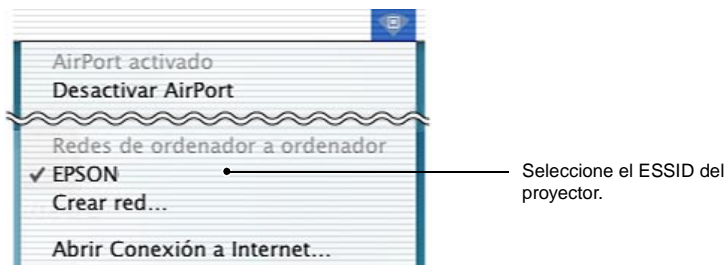 AirPort activado
Desactivar AirPort
Redes de ordenador a ordenador
✓ EPSON
Crear red...
Abrir Conexión a Internet...
Seleccione el ESSID del
proyector.